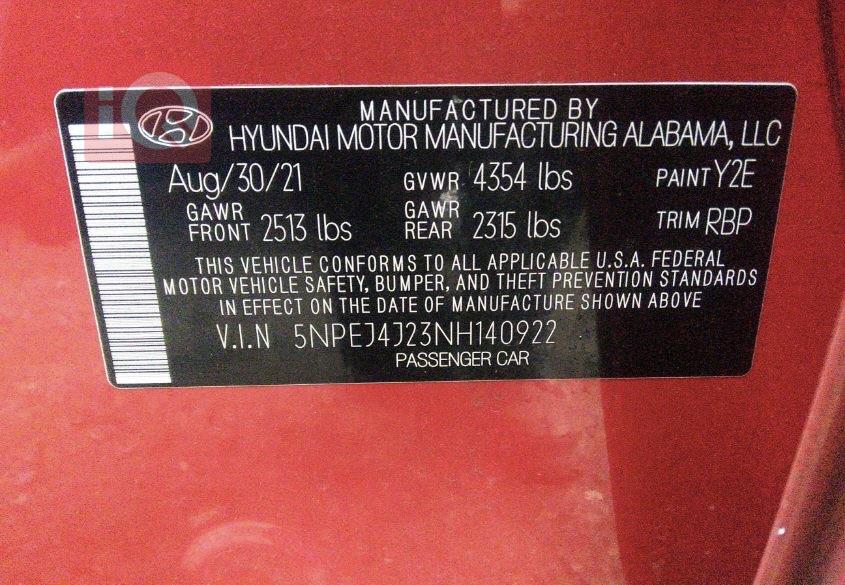 iQ
MANUFACTURED BY
HYUNDAI MOTOR MANUFACTURING ALABAMA, LLC
Aug/30/21 GVWR 4354 lbs PAINT Y2E
GAWR FRONT 2513 lbs GAWR REAR 2315 lbs TRIM RBP
THIS VEHICLE CONFORMS TO ALL APPLICABLE U.S.A. FEDERAL
MOTOR VEHICLE SAFETY, BUMPER, AND THEFT PREVENTION STANDARDS
IN EFFECT ON THE DATE OF MANUFACTURE SHOWN ABOVE
V.I.N 5NPEJ4J23NH140922
PASSENGER CAR